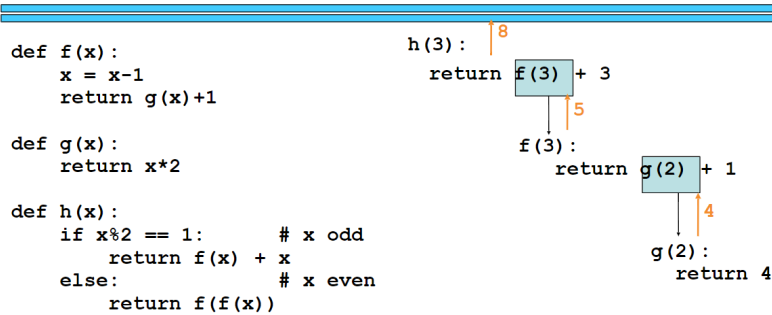 def f(x):
    x = x-1
    return g(x)+1
def g(x):
    return x*2
def h(x):
    if x%2 == 1:        # x odd
        return f(x) + x
    else:               # x even
        return f(f(x))
8
h(3):
return f(3) + 3
5
f(3):
return g(2) + 1
4
g(2):
return 4